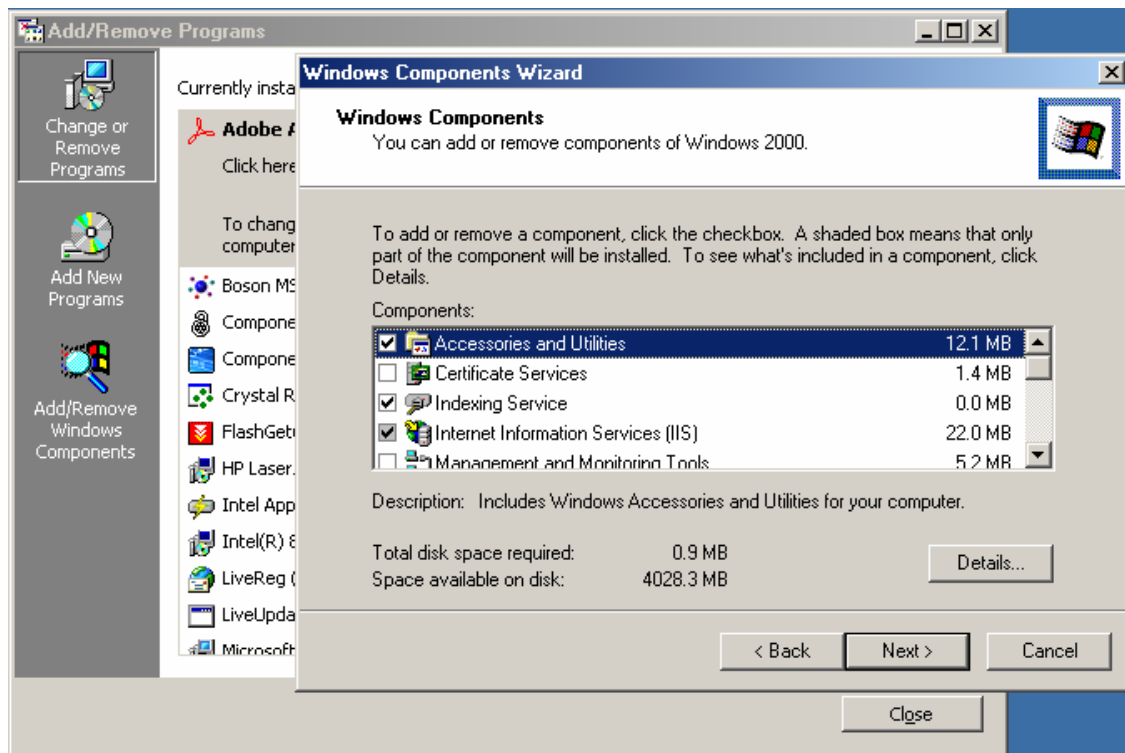 Add/Remove Programs
Change or
Remove
Programs
Add New
Programs
Add/Remove
Windows
Components
Currently insta
Adobe A
Click here
To chang
computer
Boson MS
Compone
Compone
Crystal R
FlashGet(
HP Laser.
Intel App
Intel(R) 8
LiveReg (
LiveUpda
Microsoft
Windows Components Wizard
Windows Components
You can add or remove components of Windows 2000.
To add or remove a component, click the checkbox. A shaded box means that only
part of the component will be installed. To see what's included in a component, click
Details.
Components:
Accessories and Utilities 12.1 MB
Certificate Services 1.4 MB
Indexing Service 0.0 MB
Internet Information Services (IIS) 22.0 MB
Management and Monitoring Tools 5.2 MB
Description: Includes Windows Accessories and Utilities for your computer.
Total disk space required: 0.9 MB
Space available on disk: 4028.3 MB
Details...
< Back Next > Cancel
Close